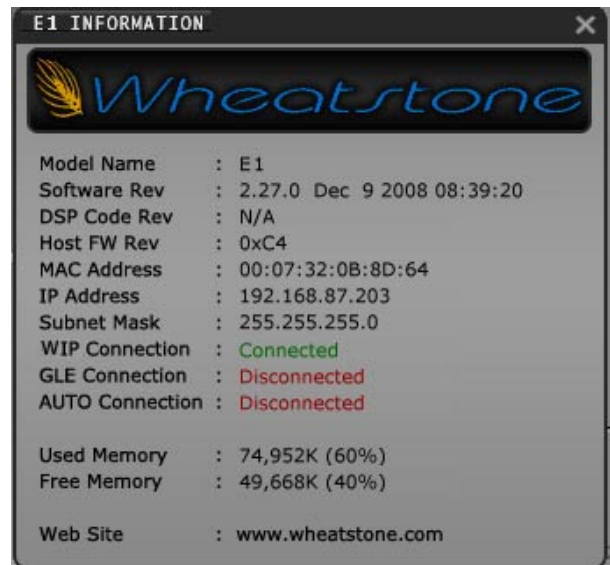 E1 INFORMATION
Wheatstone
Model Name : E1
Software Rev : 2.27.0 Dec 9 2008 08:39:20
DSP Code Rev : N/A
Host FW Rev : 0xC4
MAC Address : 00:07:32:0B:8D:64
IP Address : 192.168.87.203
Subnet Mask : 255.255.255.0
WIP Connection : Connected
GLE Connection : Disconnected
AUTO Connection : Disconnected
Used Memory : 74,952K (60%)
Free Memory : 49,668K (40%)
Web Site : www.wheatstone.com